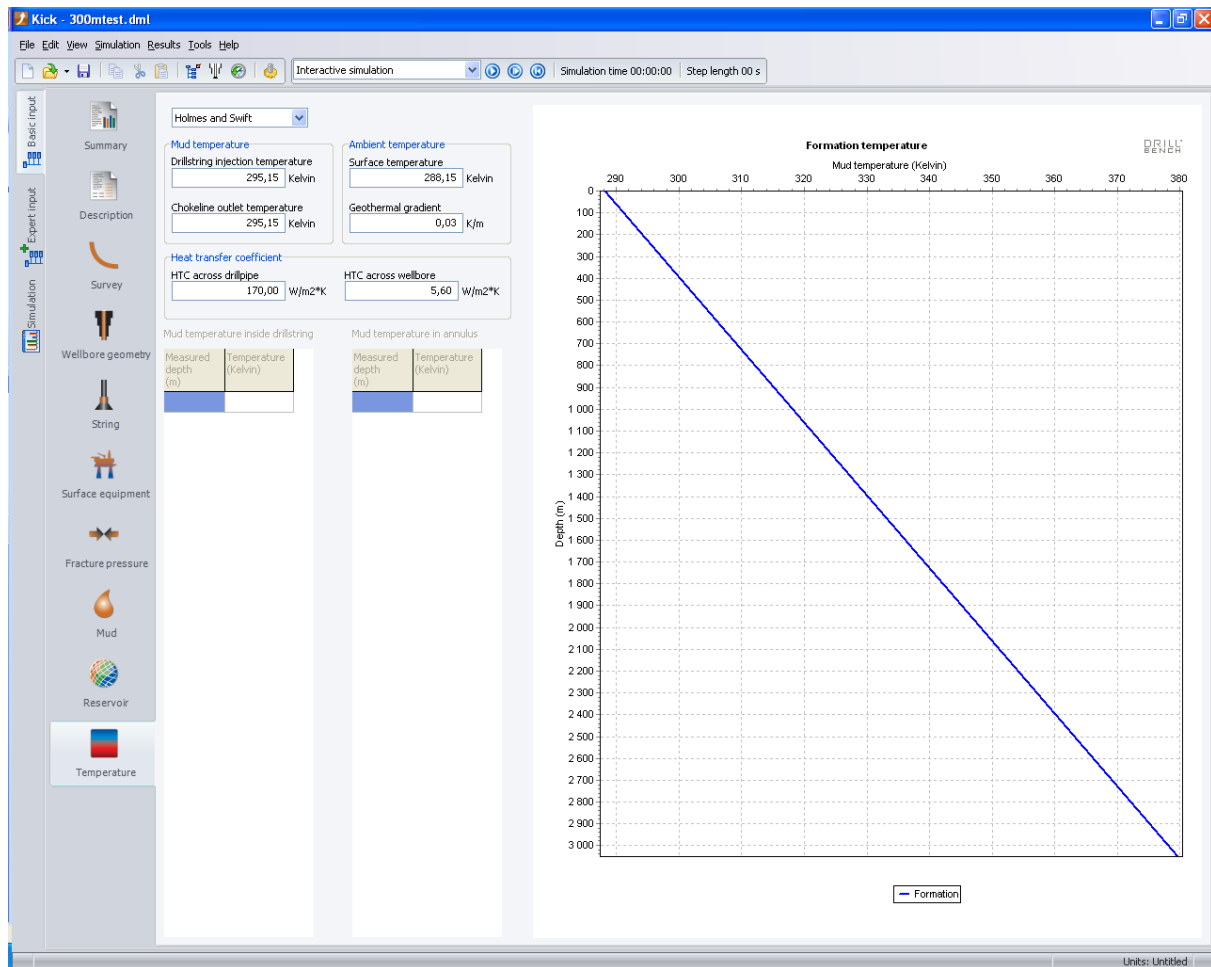 Kick - 300mtest.dml
File Edit View Simulation Results Tools Help
Interactive simulation
Simulation time 00:00:00
Step length 00 s
Basic input
Expert input
Simulation
Summary
Description
Survey
Wellbore geometry
String
Surface equipment
Fracture pressure
Mud
Reservoir
Temperature
Holmes and Swift
Mud temperature
Drillstring injection temperature
295,15 Kelvin
Chokeline outlet temperature
295,15 Kelvin
Ambient temperature
Surface temperature
288,15 Kelvin
Geothermal gradient
0,03 K/m
Heat transfer coefficient
HTC across drillpipe
170,00 W/m2*K
HTC across wellbore
5,60 W/m2*K
Mud temperature inside drillstring
Measured
depth
(m)
Temperature
(Kelvin)
Mud temperature in annulus
Measured
depth
(m)
Temperature
(Kelvin)
Formation temperature
DRILL
BENCH
Mud temperature (Kelvin)
290 300 310 320 330 340 350 360 370 380
Depth (m)
0
100
200
300
400
500
600
700
800
900
1 000
1 100
1 200
1 300
1 400
1 500
1 600
1 700
1 800
1 900
2 000
2 100
2 200
2 300
2 400
2 500
2 600
2 700
2 800
2 900
3 000
Formation
Units: Untitled